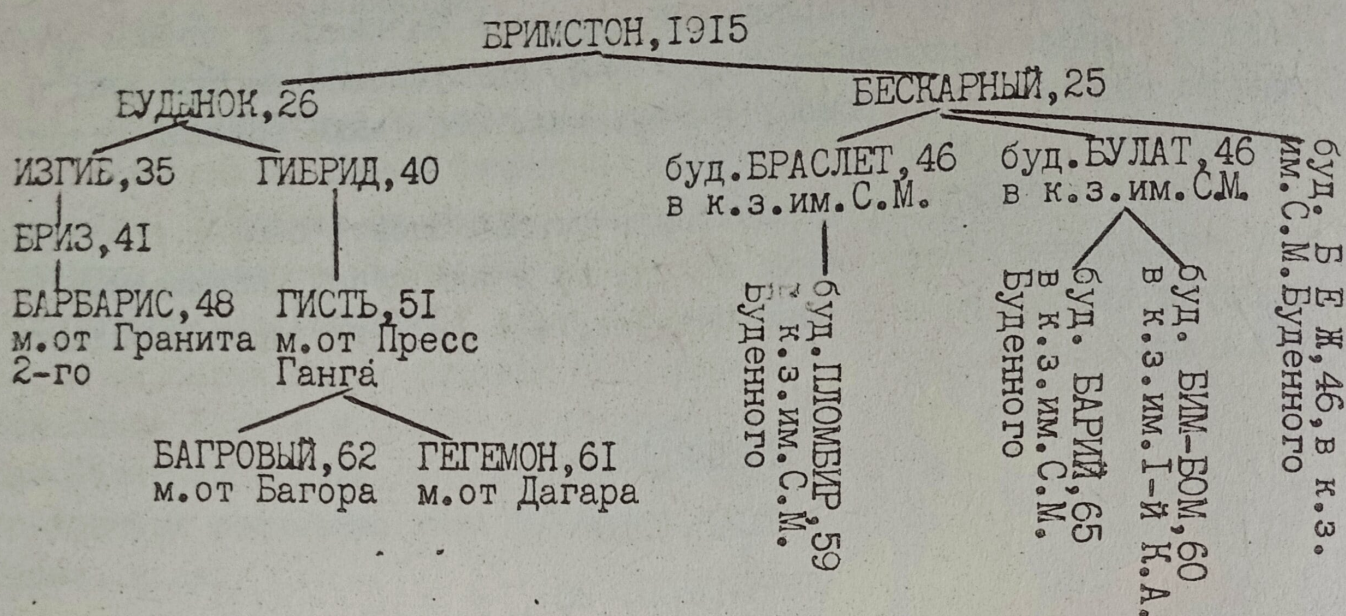 БРИМСТОН,1915
БУДЫНОК,26
БЕСКАРНЫЙ,25
ИЗГИБ,35
ГИБРИД,40
буд.БРАСЛЕТ,46
в к.з.им.С.М.
буд.БУЛАТ,46
в к.з.им.С.М.
буд. Б Е Ж,46,в к.з.
им.С.М.Буденного
БРИЗ,41
БАРБАРИС,48
м.от Гранита
2-го
ГИСТЬ,51
м.от Пресс
Ганга
буд.ПЛОМБИР,59
к.з.им.С.М.
Буденного
буд. БАРИЙ,65
в к.з.им.С.М.
Буденного
буд. БИМ-БОМ,60
в к.з.им.I-й К.А.
БАГРОВЫЙ,62
м.от Багора
ГЕГЕМОН,61
м.от Дагара